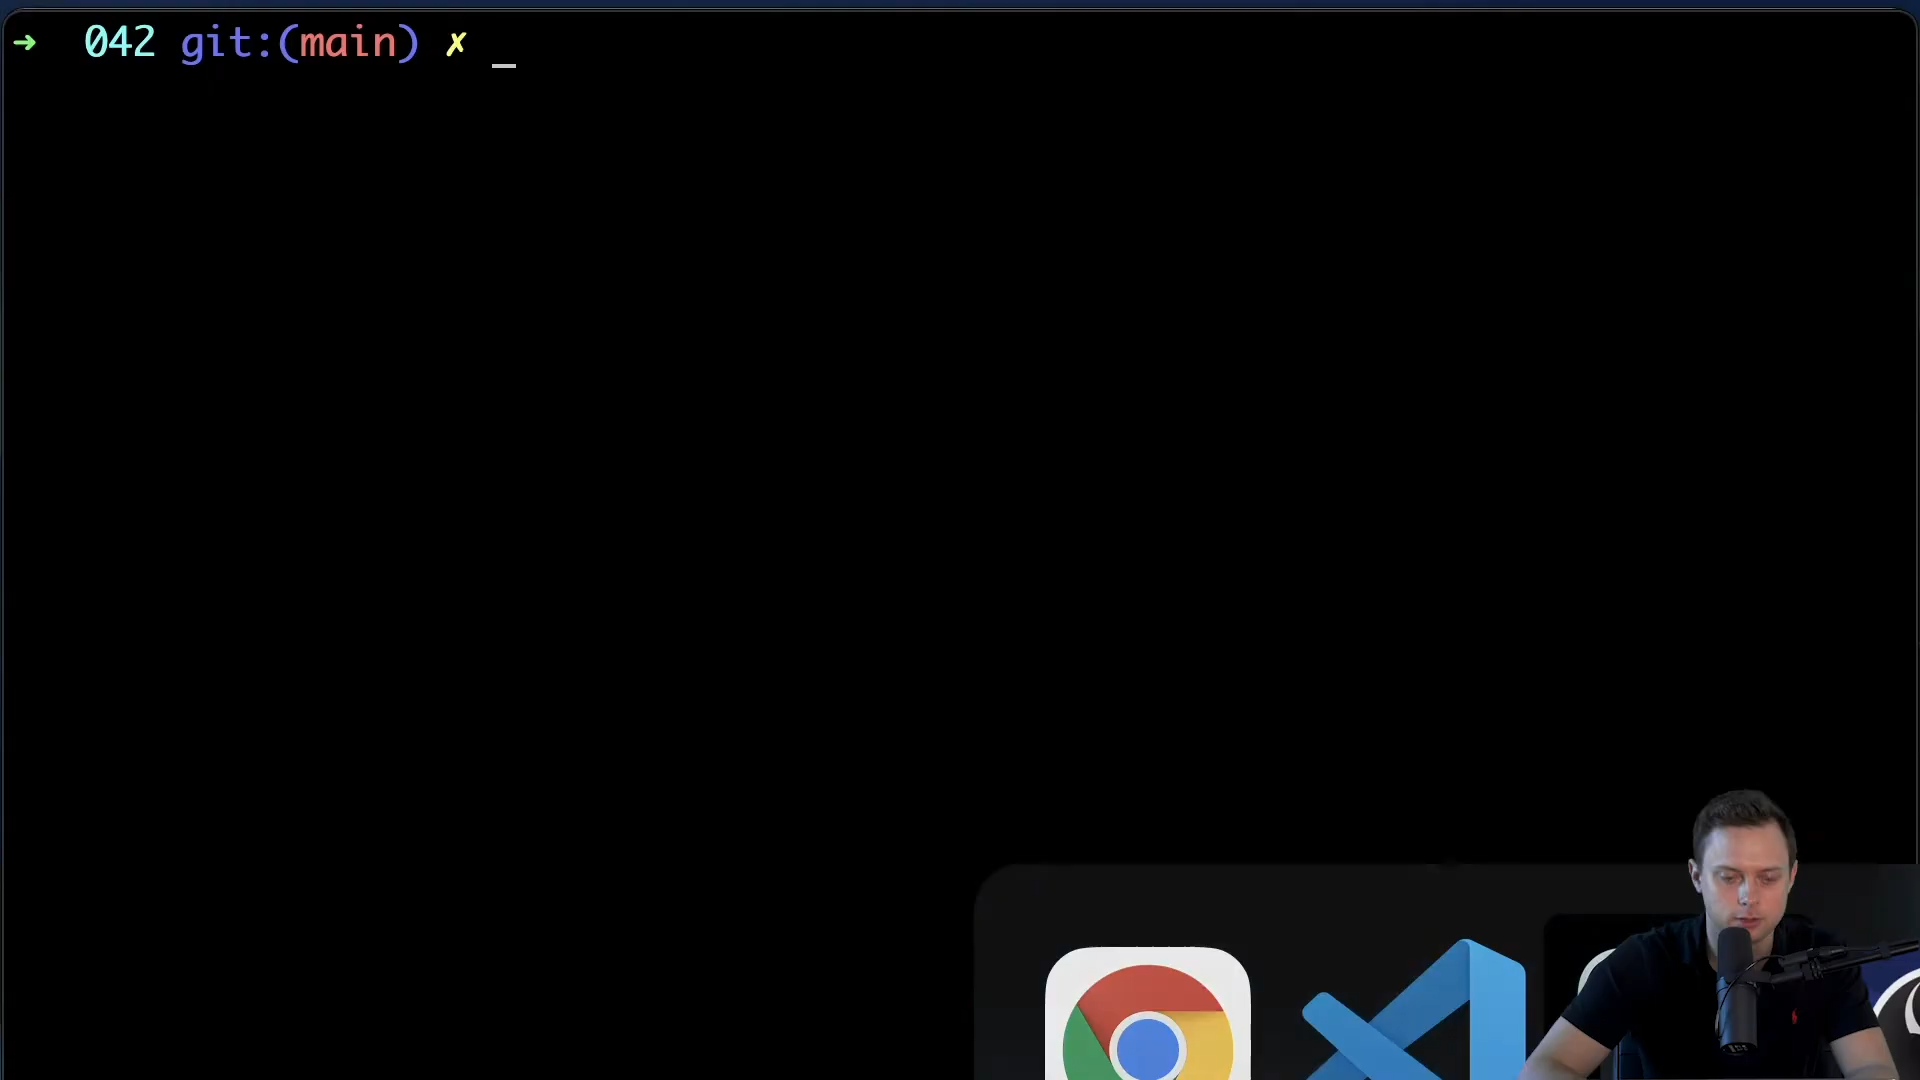 ➜ 042 git:(main) ✗ _